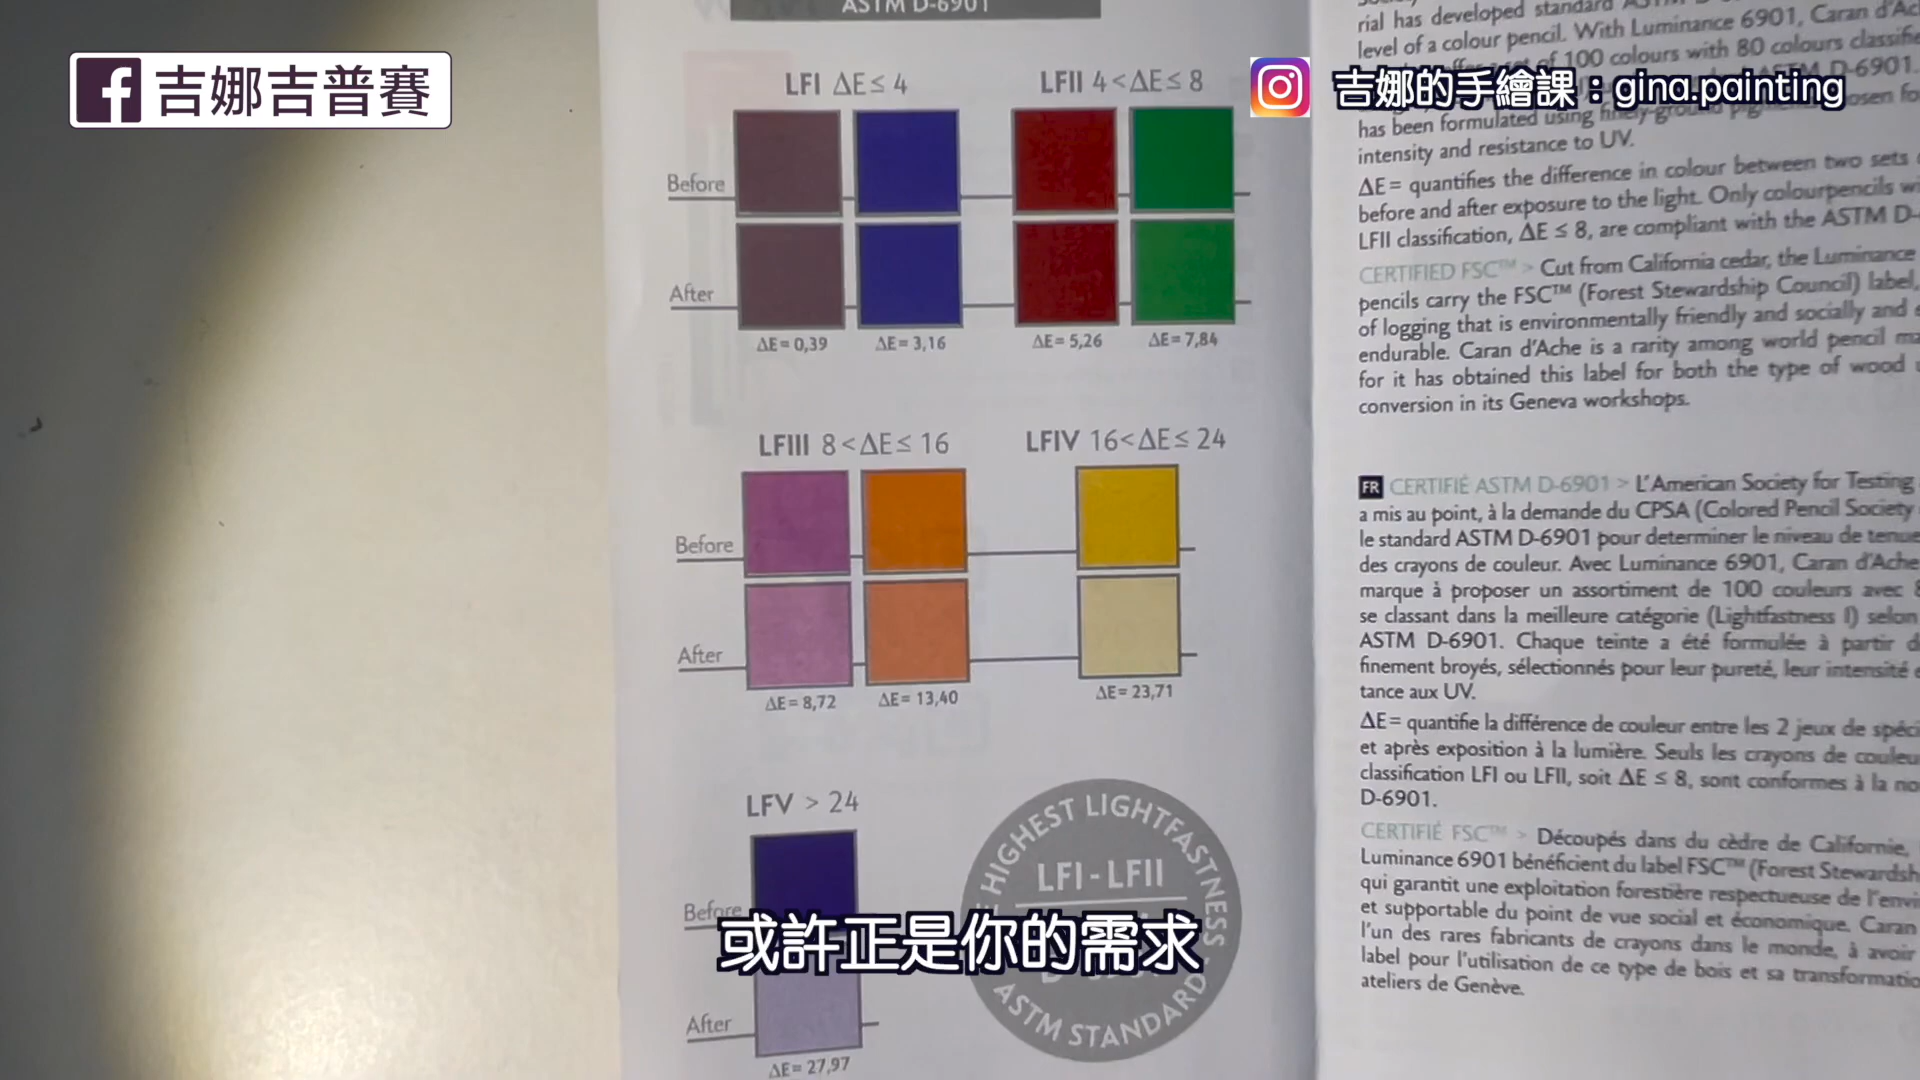 ASTM D-6901
吉娜吉普賽
吉娜的手繪課：gina.painting
LFI ΔE≤ 4
LFII 4<ΔE≤ 8
Before
After
ΔE= 0,39
ΔE= 3,16
ΔE= 5,26
ΔE= 7,84
LFIII 8<ΔE≤ 16
LFIV 16<ΔE≤ 24
Before
After
ΔE= 8,72
ΔE= 13,40
ΔE= 23,71
LFV > 24
Before
After
ΔE= 27,97
HIGHEST LIGHTFASTNESS
LFI - LFII
ASTM STANDARD
或許正是你的需求
rial has developed standard
level of a colour pencil. With Luminance 6901, Caran d'Ache
of 100 colours with 80 colours
D-6901.
has been formulated using finely-ground
intensity and resistance to UV.
ΔE= quantifies the difference in colour between two sets
before and after exposure to the light. Only colourpencils
LFII classification, ΔE ≤ 8, are compliant with the ASTM
CERTIFIED FSC™ > Cut from California cedar, the Luminance
pencils carry the FSC™ (Forest Stewardship Council) label,
of logging that is environmentally friendly and socially and
endurable. Caran d'Ache is a rarity among world pencil
for it has obtained this label for both the type of wood
conversion in its Geneva workshops.
FR CERTIFIÉ ASTM D-6901 > L'American Society for Testing
a mis au point, à la demande du CPSA (Colored Pencil Society
le standard ASTM D-6901 pour determiner le niveau de tenue
des crayons de couleur. Avec Luminance 6901, Caran d'Ache
marque à proposer un assortiment de 100 couleurs avec
se classant dans la meilleure catégorie (Lightfastness I) selon
ASTM D-6901. Chaque teinte a été formulée à partir
finement broyés, sélectionnés pour leur pureté, leur intensité
tance aux UV.
ΔE= quantifie la différence de couleur entre les 2 jeux de
et après exposition à la lumière. Seuls les crayons de
classification LFI ou LFII, soit ΔE ≤ 8, sont conformes à la
D-6901.
CERTIFIÉ FSC™ > Découpés dans du cèdre de Californie,
Luminance 6901 bénéficient du label FSC™ (Forest
qui garantit une exploitation forestière respectueuse de
et supportable du point de vue social et économique. Caran
l'un des rares fabricants de crayons dans le monde, à avoir
label pour l'utilisation de ce type de bois et sa
ateliers de Genève.